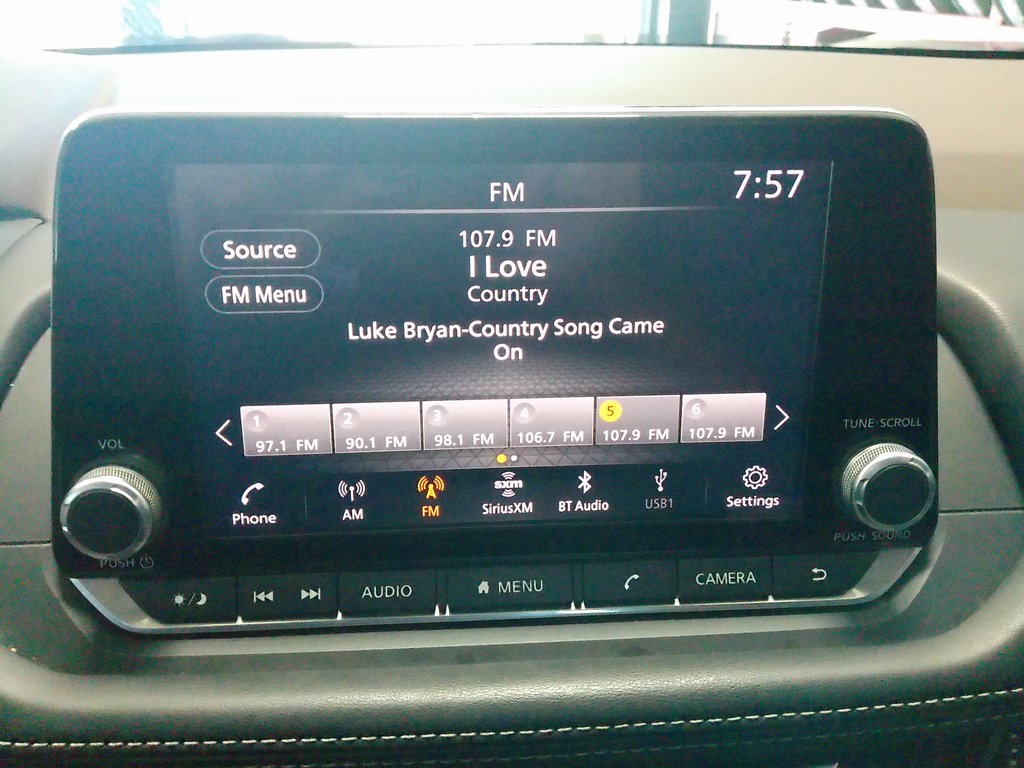 FM
7:57
Source
107.9 FM
I Love
FM Menu
Country
Luke Bryan-Country Song Came
On
1
2
3
4
5
6
97.1 FM
90.1 FM
98.1 FM
106.7 FM
107.9 FM
107.9 FM
VOL
TUNE·SCROLL
Phone
AM
FM
sxm
SiriusXM
BT Audio
USB1
Settings
PUSH
PUSH SOUND
AUDIO
MENU
CAMERA